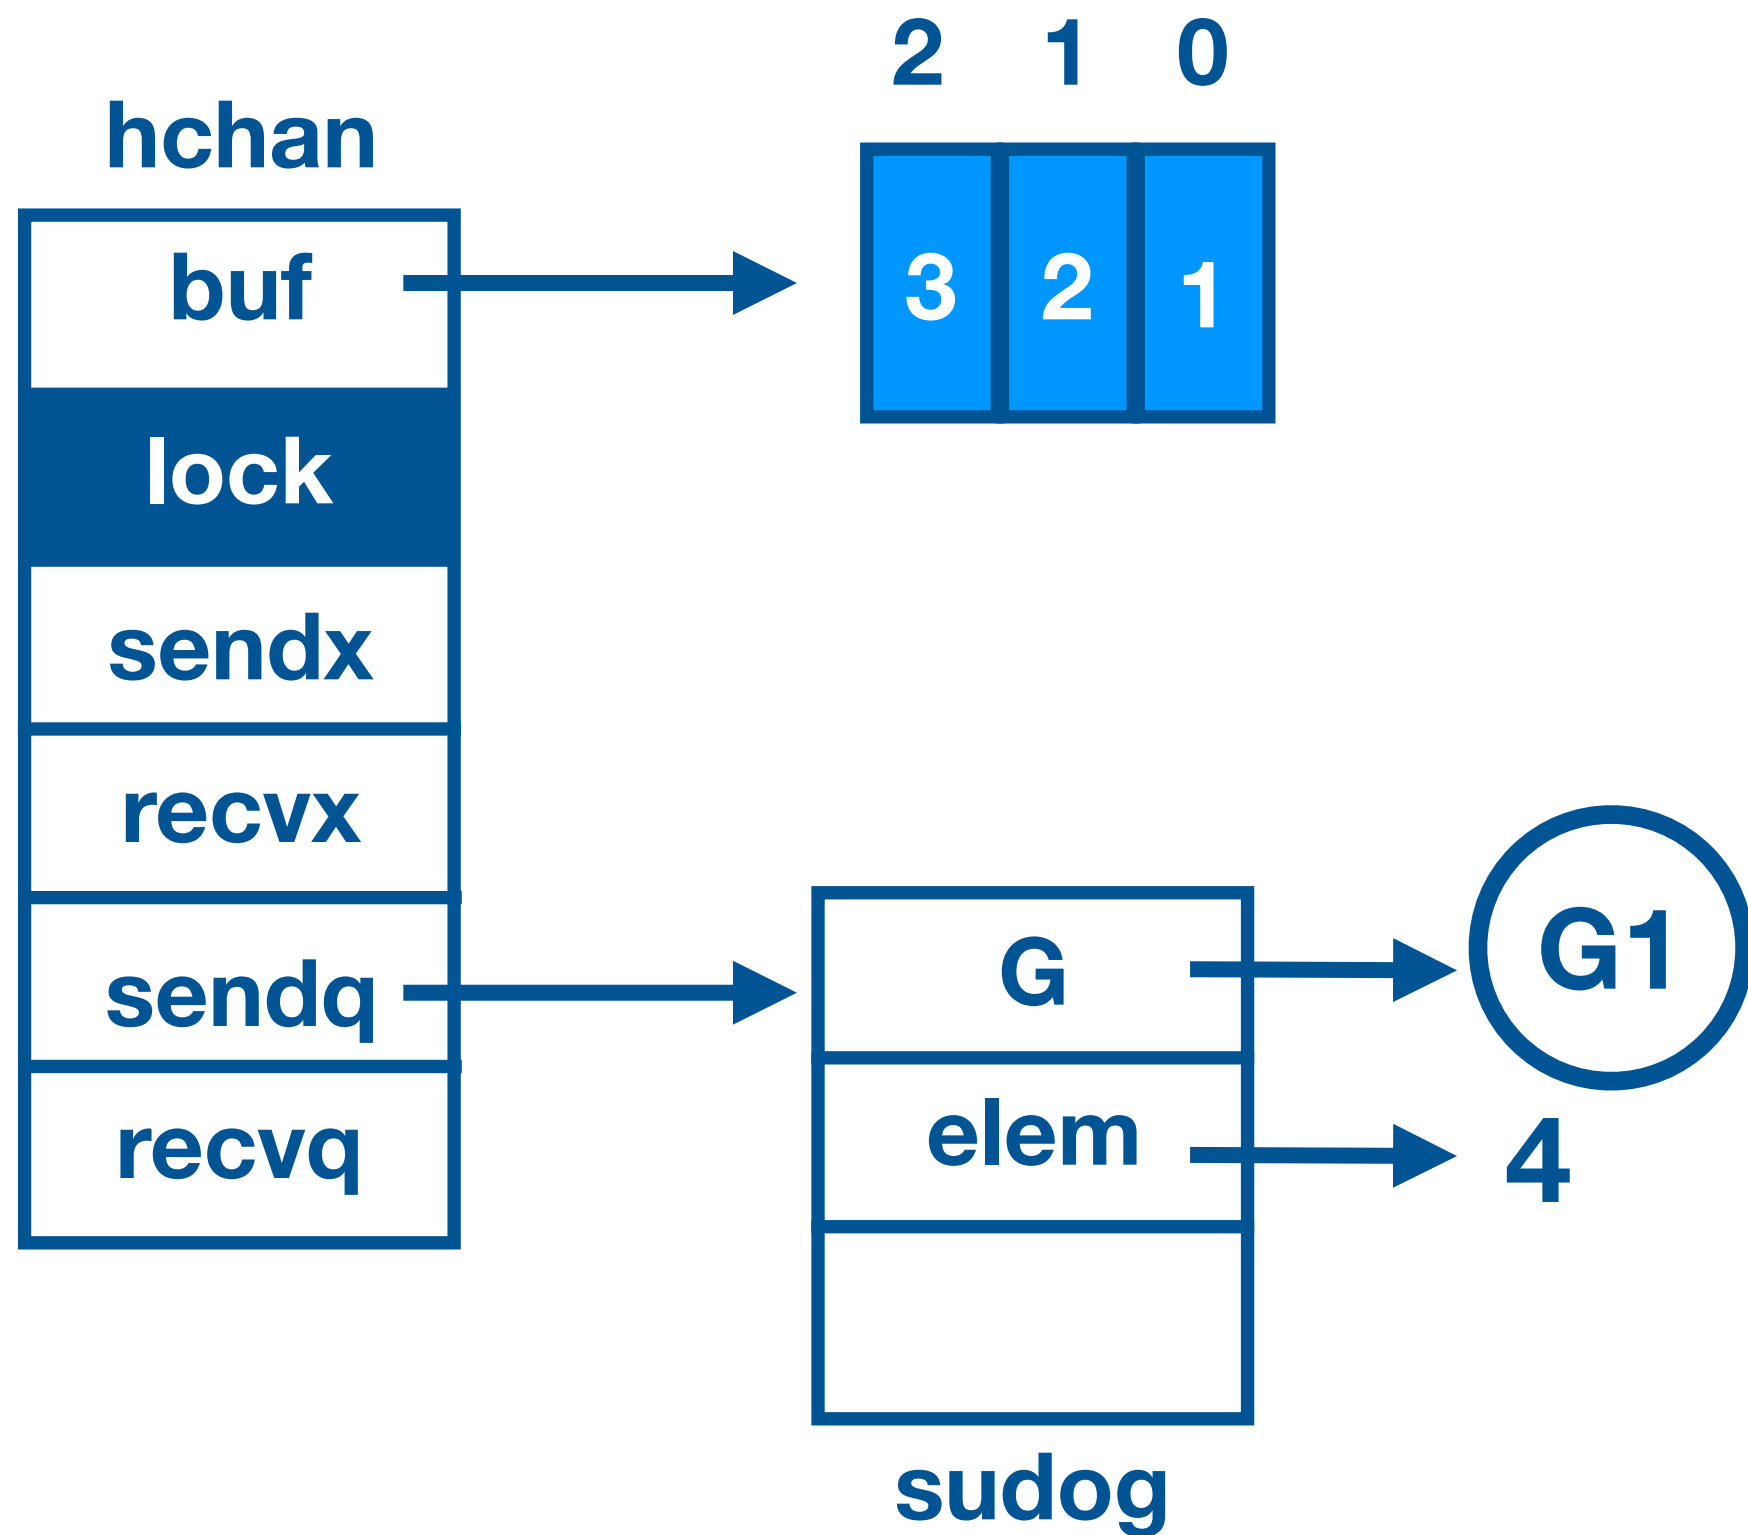 2 1 0
hchan
buf
3 2 1
lock
sendx
recvx
sendq
recvq
G
G1
elem
4
sudog